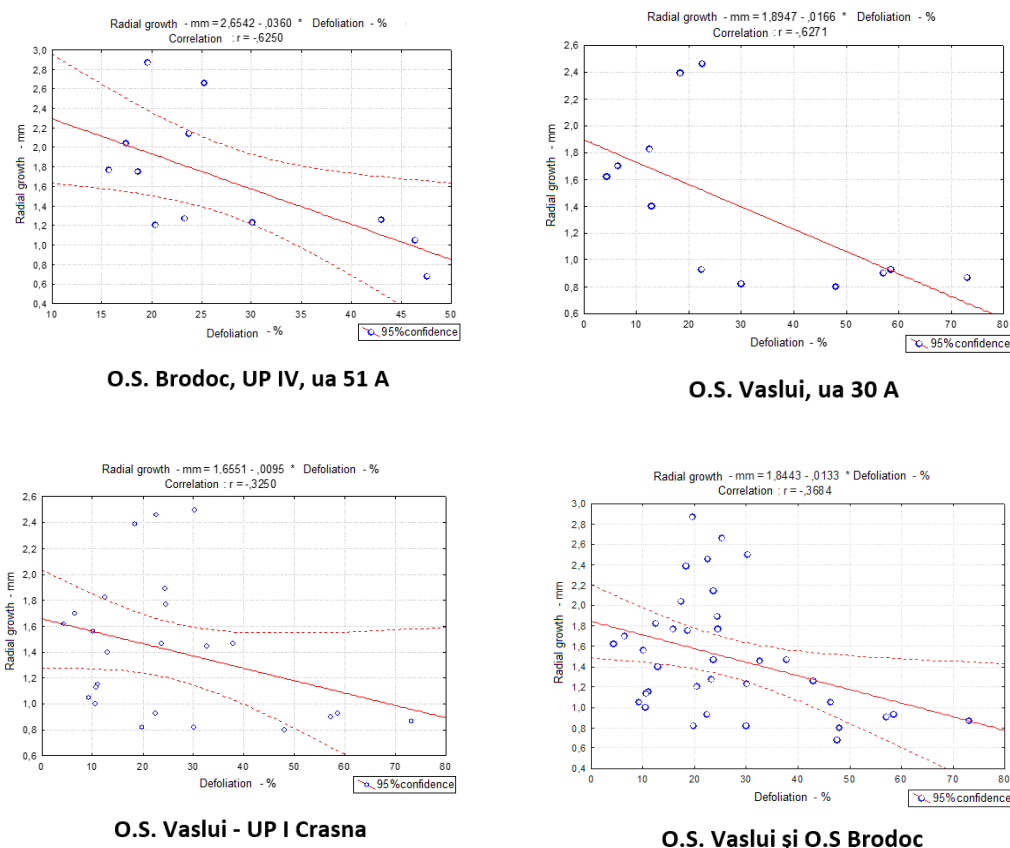 Radial growth - mm = 2,6542 - ,0360 * Defoliation - %
Correlation : r = -,6250
3,0
2,8
2,6
2,4
2,2
2,0
1,8
1,6
1,4
1,2
1,0
0,8
0,6
0,4
Radial growth - mm
10 15 20 25 30 35 40 45 50
Defoliation - %
95%confidence
O.S. Brodoc, UP IV, ua 51 A
Radial growth - mm = 1,8947 -,0166 * Defoliation - %
Correlation : r = -,6271
2,6
2,4
2,2
2,0
1,8
1,6
1,4
1,2
1,0
0,8
0,6
Radial growth - mm
0 10 20 30 40 50 60 70 80
Defoliation - %
95%confidence
O.S. Vaslui, ua 30 A
Radial growth - mm = 1.6551 - ,0095 * Defoliation - %
Correlation : r = -,3250
2,6
2,4
2,2
2,0
1,8
1,6
1,4
1,2
1,0
0,8
0,6
Radial growth - mm
0 10 20 30 40 50 60 70 80
Defoliation - %
95%confidence
O.S. Vaslui - UP I Crasna
Radial growth - mm = 1,8443 - ,0133 * Defoliation - %
Correlation : r = -,3684
3,0
2,8
2,6
2,4
2,2
2,0
1,8
1,6
1,4
1,2
1,0
0,8
0,6
0,4
Radial growth - mm
0 10 20 30 40 50 60 70 80
Defoliation - %
95%confidence
O.S. Vaslui și O.S Brodoc